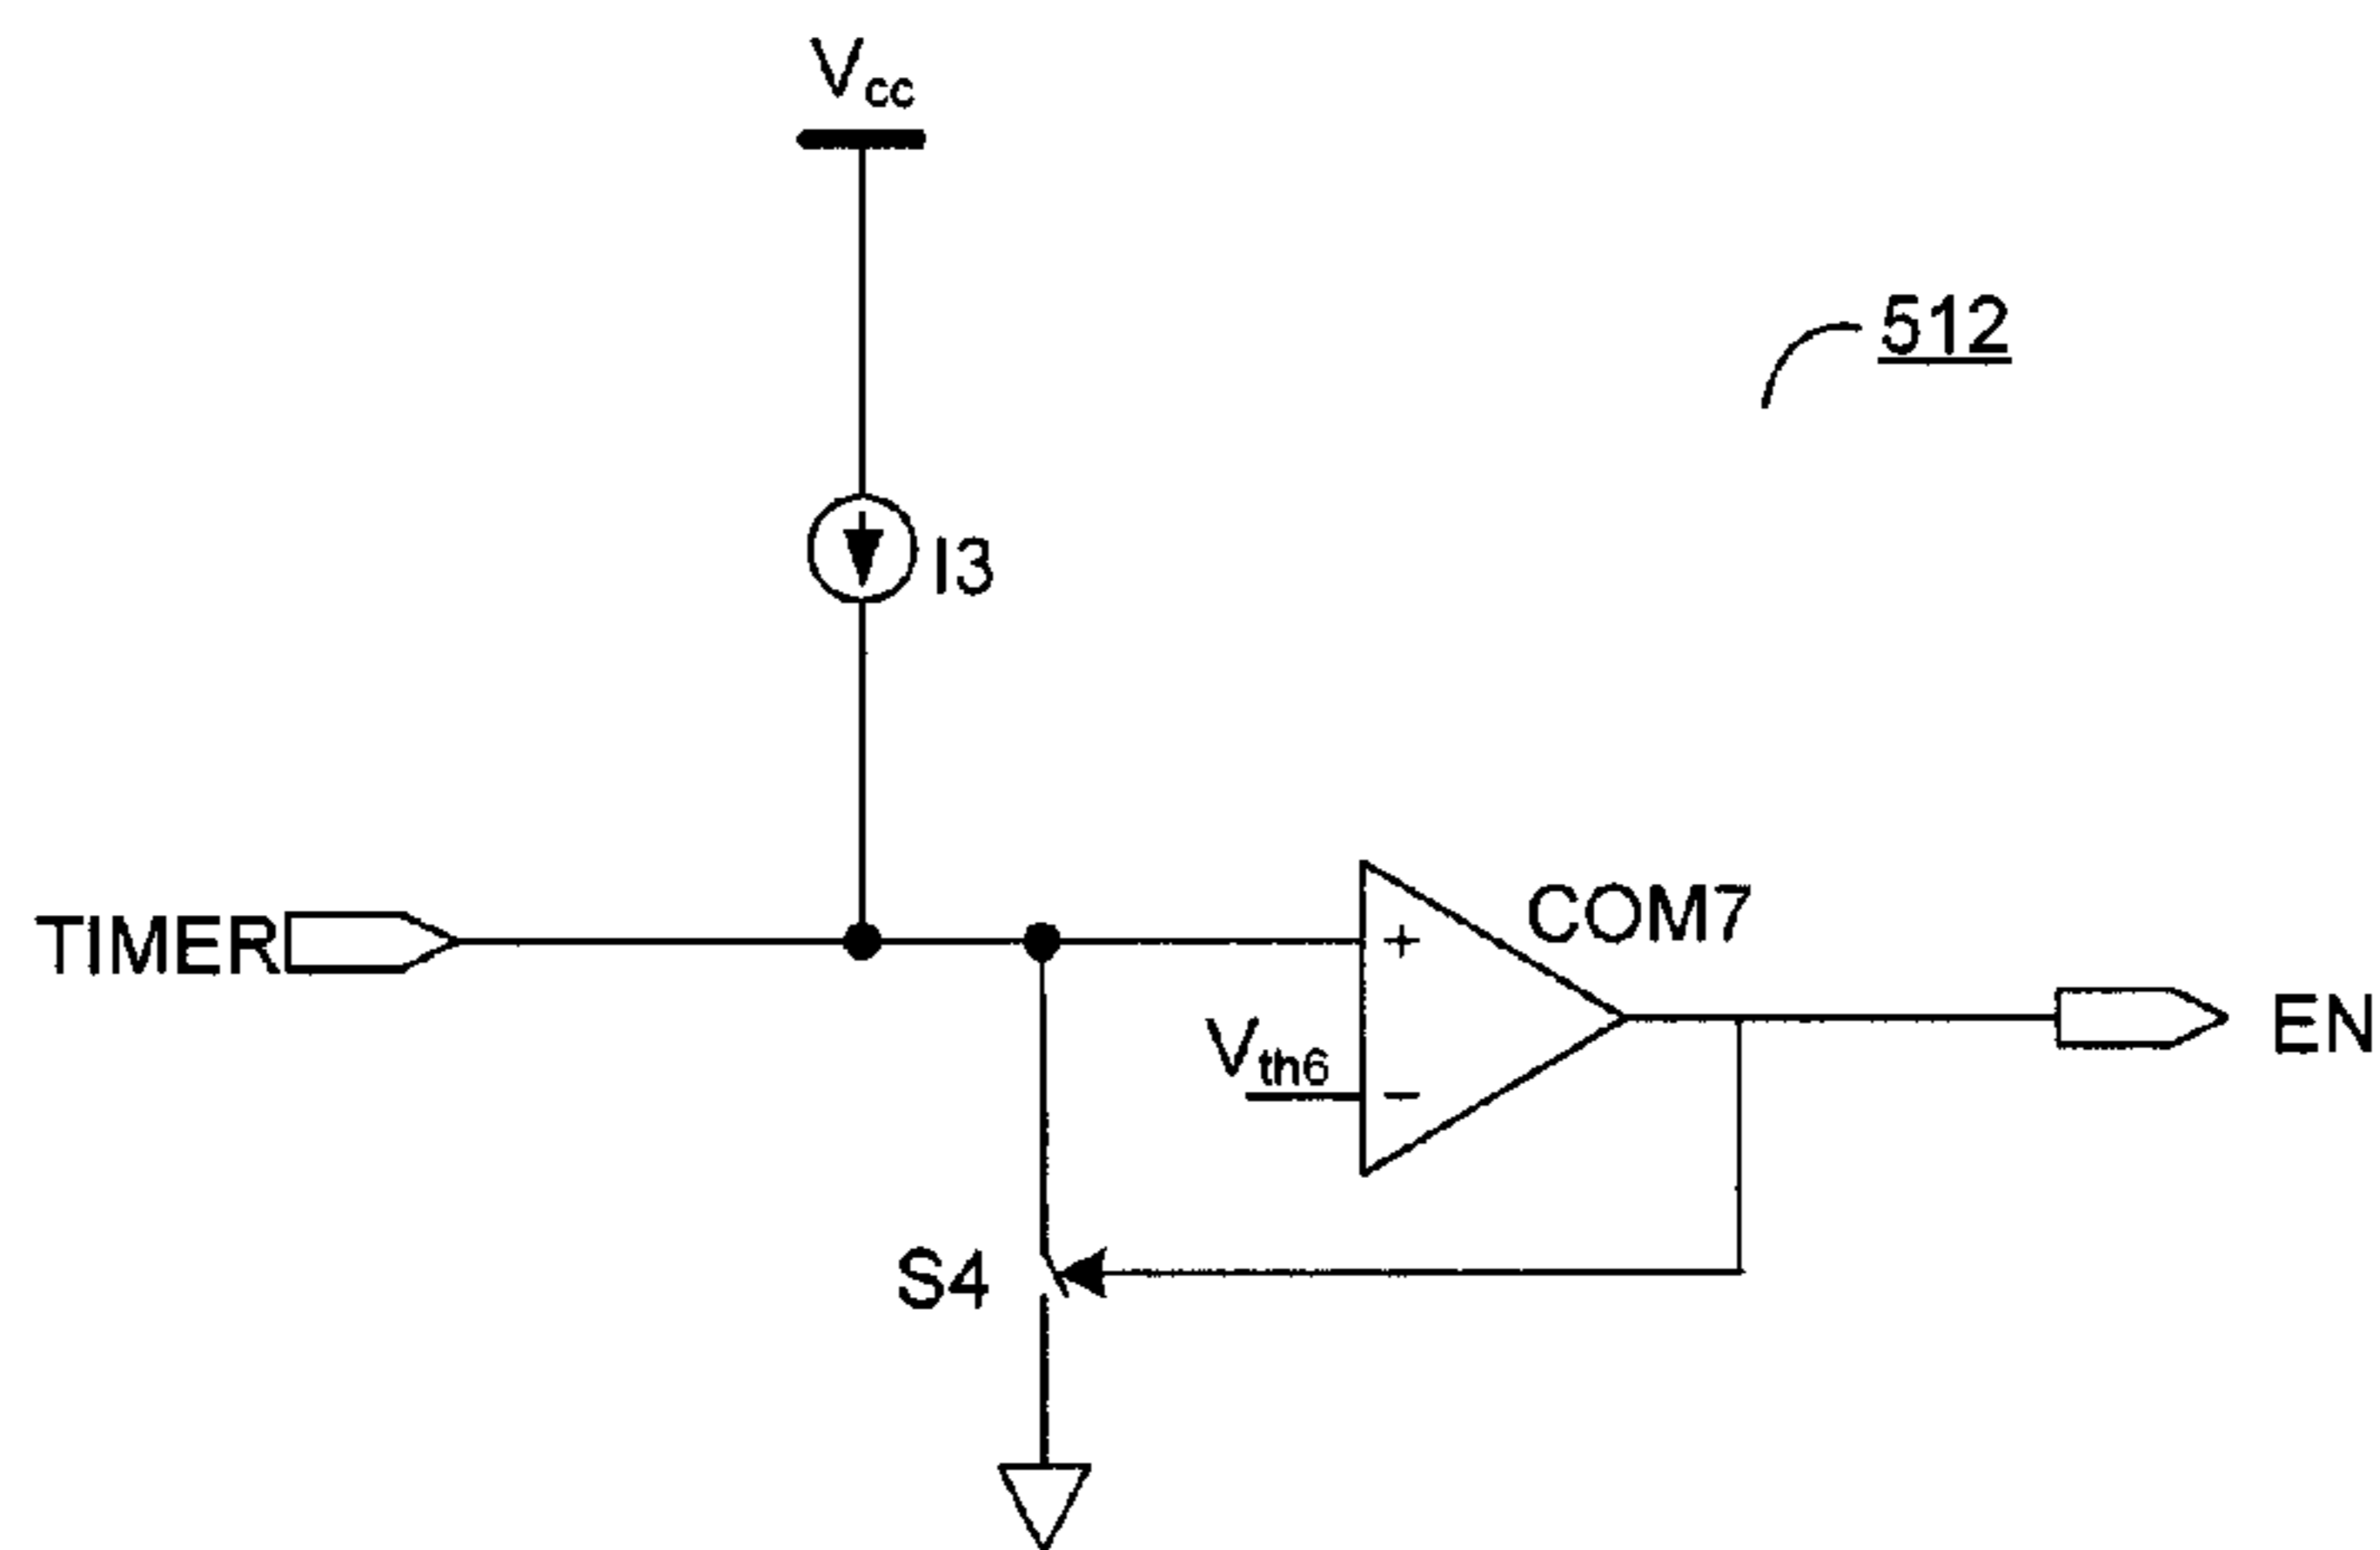 Vcc
512
I3
TIMER
COM7
+
Vth6
−
EN
S4